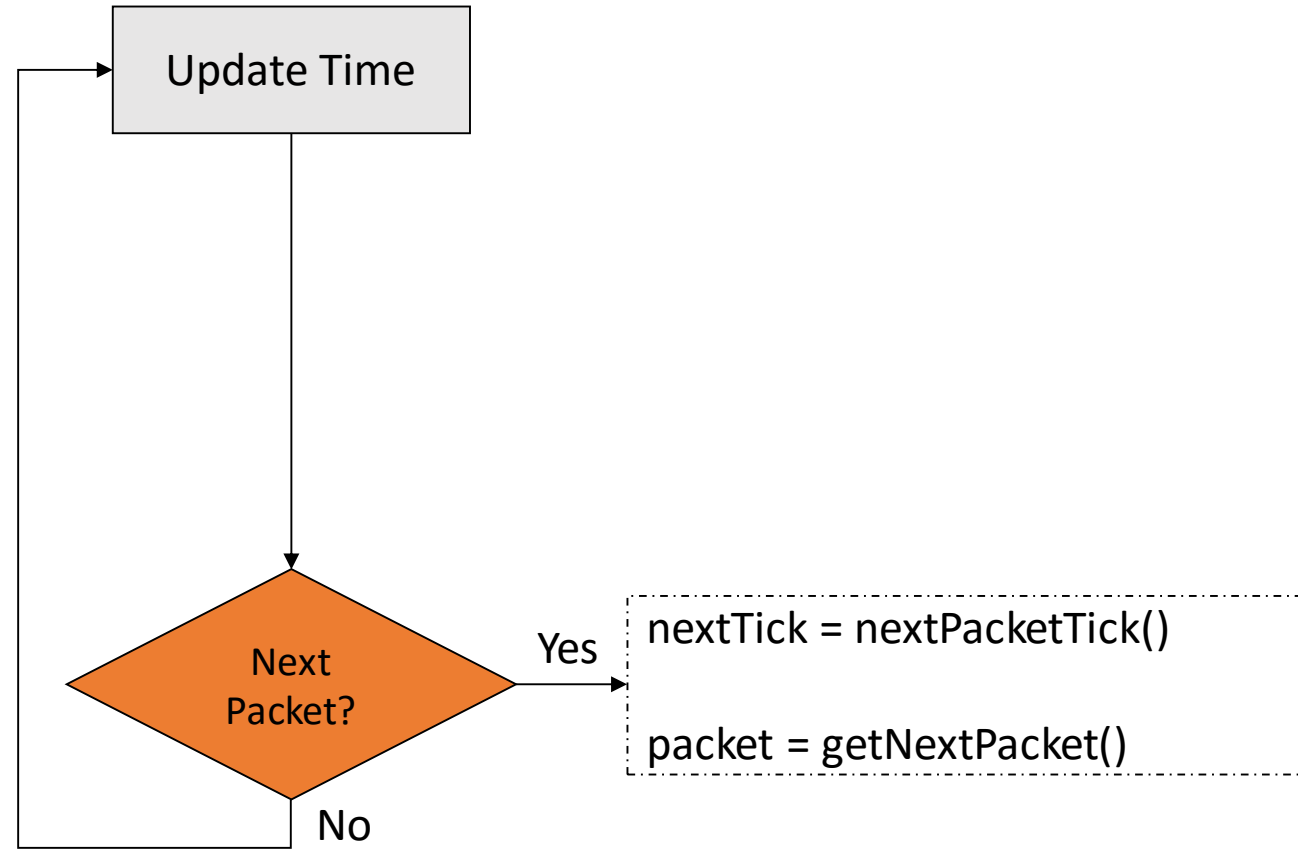 Update Time
Next
Packet?
Yes
nextTick = nextPacketTick()
packet = getNextPacket()
No